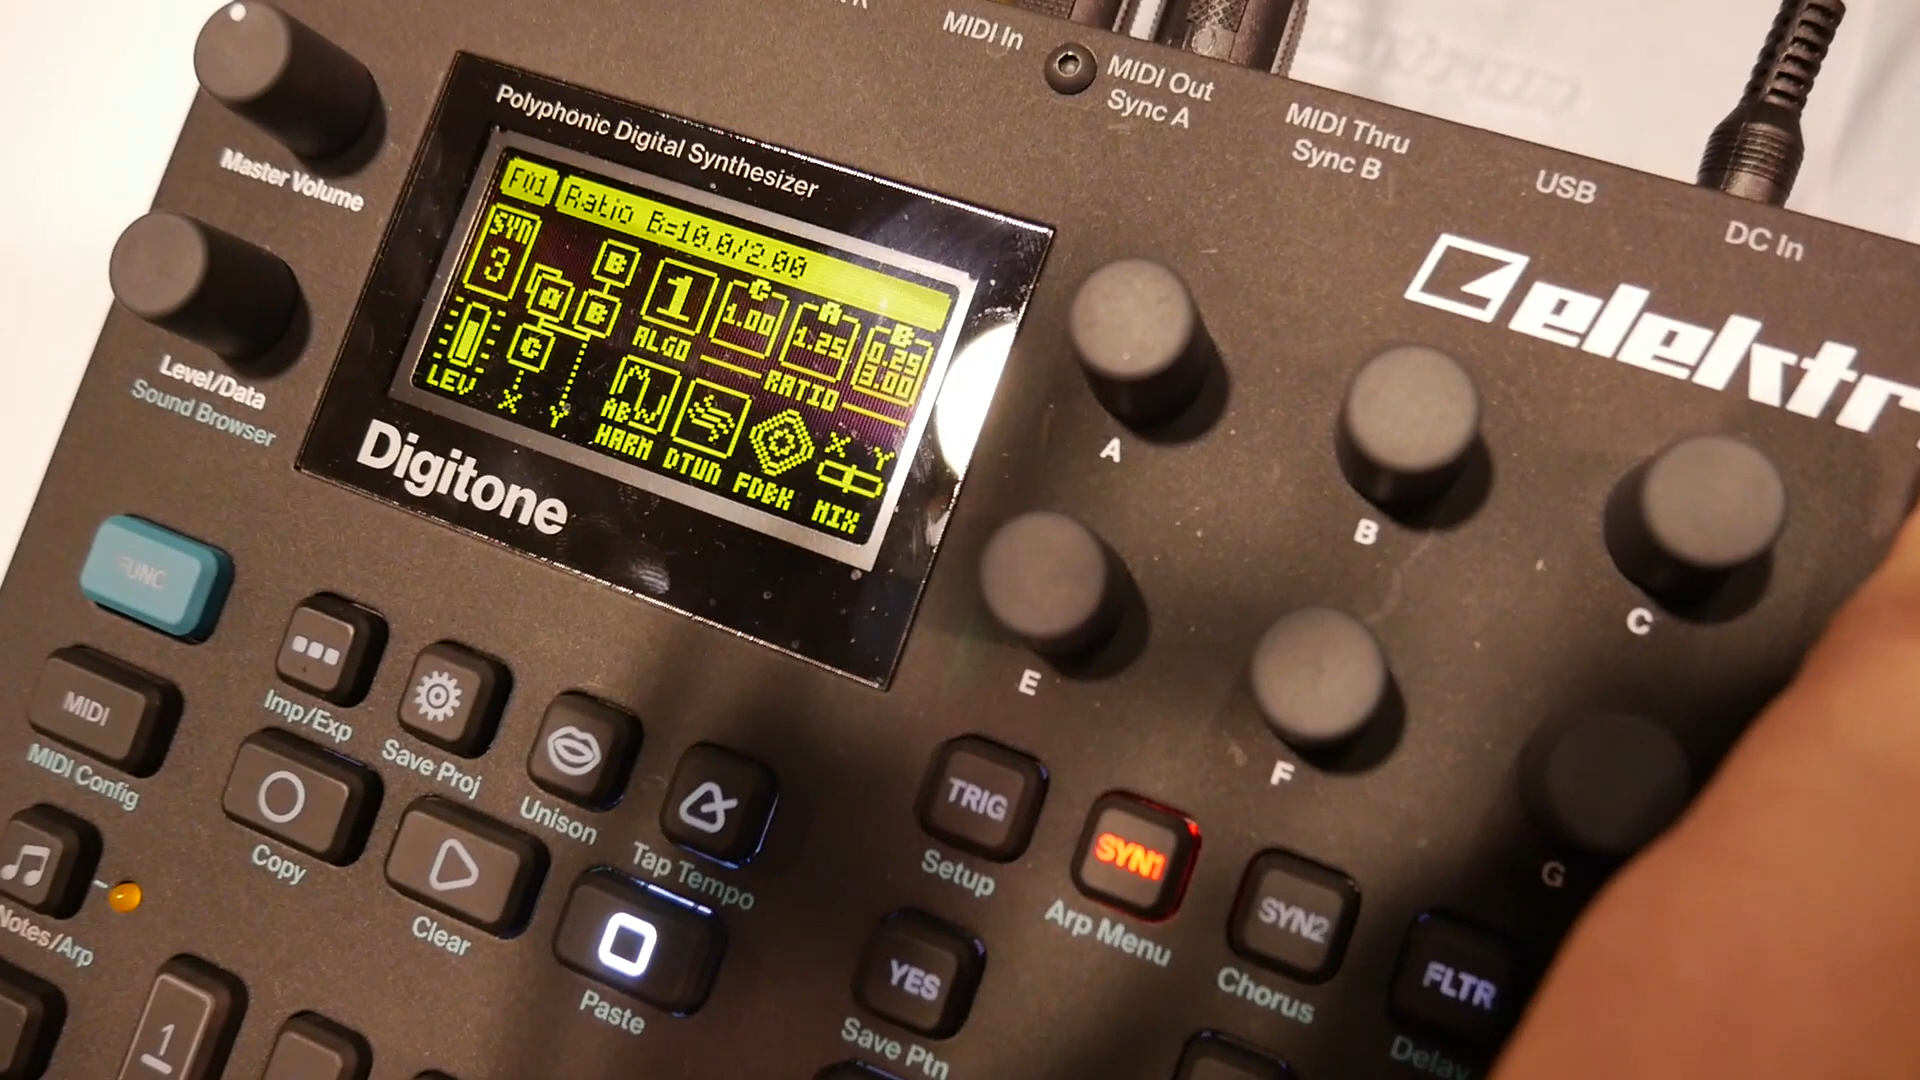 MIDI In
MIDI Out
Sync A
MIDI Thru
Sync B
USB
DC In
Master Volume
Polyphonic Digital Synthesizer
F01 Ratio B=10.0/2.00
SYN
3
B
A
B
C
1
C
1.00
A
1.25
B
0.25
3.00
ALGO
RATIO
LEV
X
Y
AB
HARM
DTUN
FDBK
X Y
MIX
Level/Data
Sound Browser
Digitone
elektr
A
B
C
E
F
G
FUNC
MIDI
MIDI Config
Imp/Exp
Save Proj
Unison
Tap Tempo
Copy
Clear
Paste
Notes/Arp
TRIG
Setup
SYN1
Arp Menu
SYN2
Chorus
FLTR
Delay
YES
Save Ptn
1